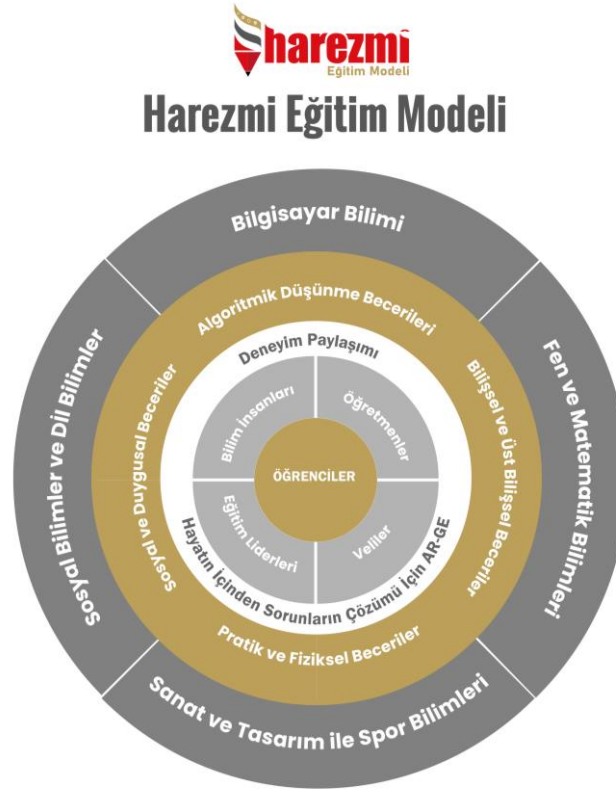 harezmi
Eğitim Modeli
Harezmi Eğitim Modeli
Bilgisayar Bilimi
Algoritmik Düşünme Becerileri
Deneyim Paylaşımı
Bilim İnsanları
Öğretmenler
ÖĞRENCİLER
Eğitim Liderleri
Veliler
Hayatın İçinden Sorunların Çözümü İçin AR-GE
Sosyal ve Duygusal Beceriler
Bilişsel ve Üst Bilişsel Beceriler
Pratik ve Fiziksel Beceriler
Sosyal Bilimler ve Dil Bilimler
Fen ve Matematik Bilimleri
Sanat ve Tasarım ile Spor Bilimleri